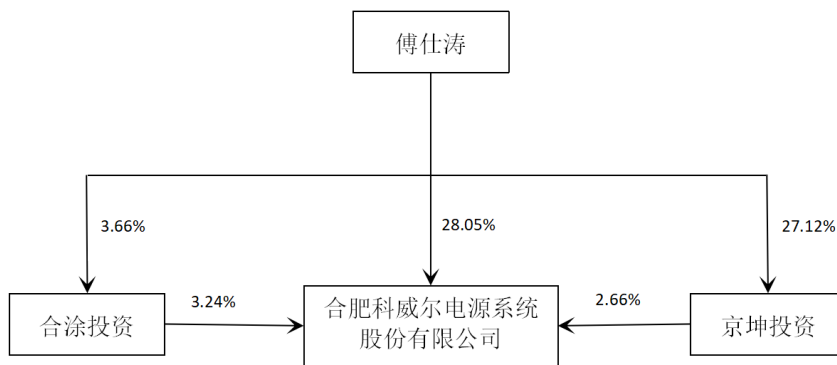 傅仕涛
3.66%
28.05%
27.12%
合涂投资
3.24%
合肥科威尔电源系统
股份有限公司
2.66%
京坤投资